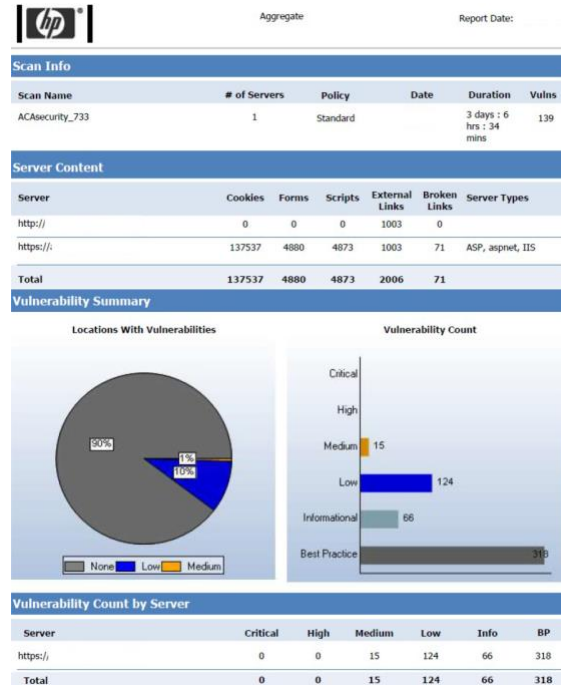 hp
Aggregate
Report Date:
Scan Info
Scan Name # of Servers Policy Date Duration Vulns
ACAsecurity_733 1 Standard 3 days : 6 hrs : 34 mins 139
Server Content
Server Cookies Forms Scripts External Links Broken Links Server Types
http:/ 0 0 0 1003 0
https:// 137537 4880 4873 1003 71 ASP, aspnet, IIS
Total 137537 4880 4873 2006 71
Vulnerability Summary
Locations With Vulnerabilities
90%
1%
10%
None Low Medium
Vulnerability Count
Critical
High
Medium 15
Low 124
Informational 66
Best Practice 318
Vulnerability Count by Server
Server Critical High Medium Low Info BP
https:/ 0 0 15 124 66 318
Total 0 0 15 124 66 318